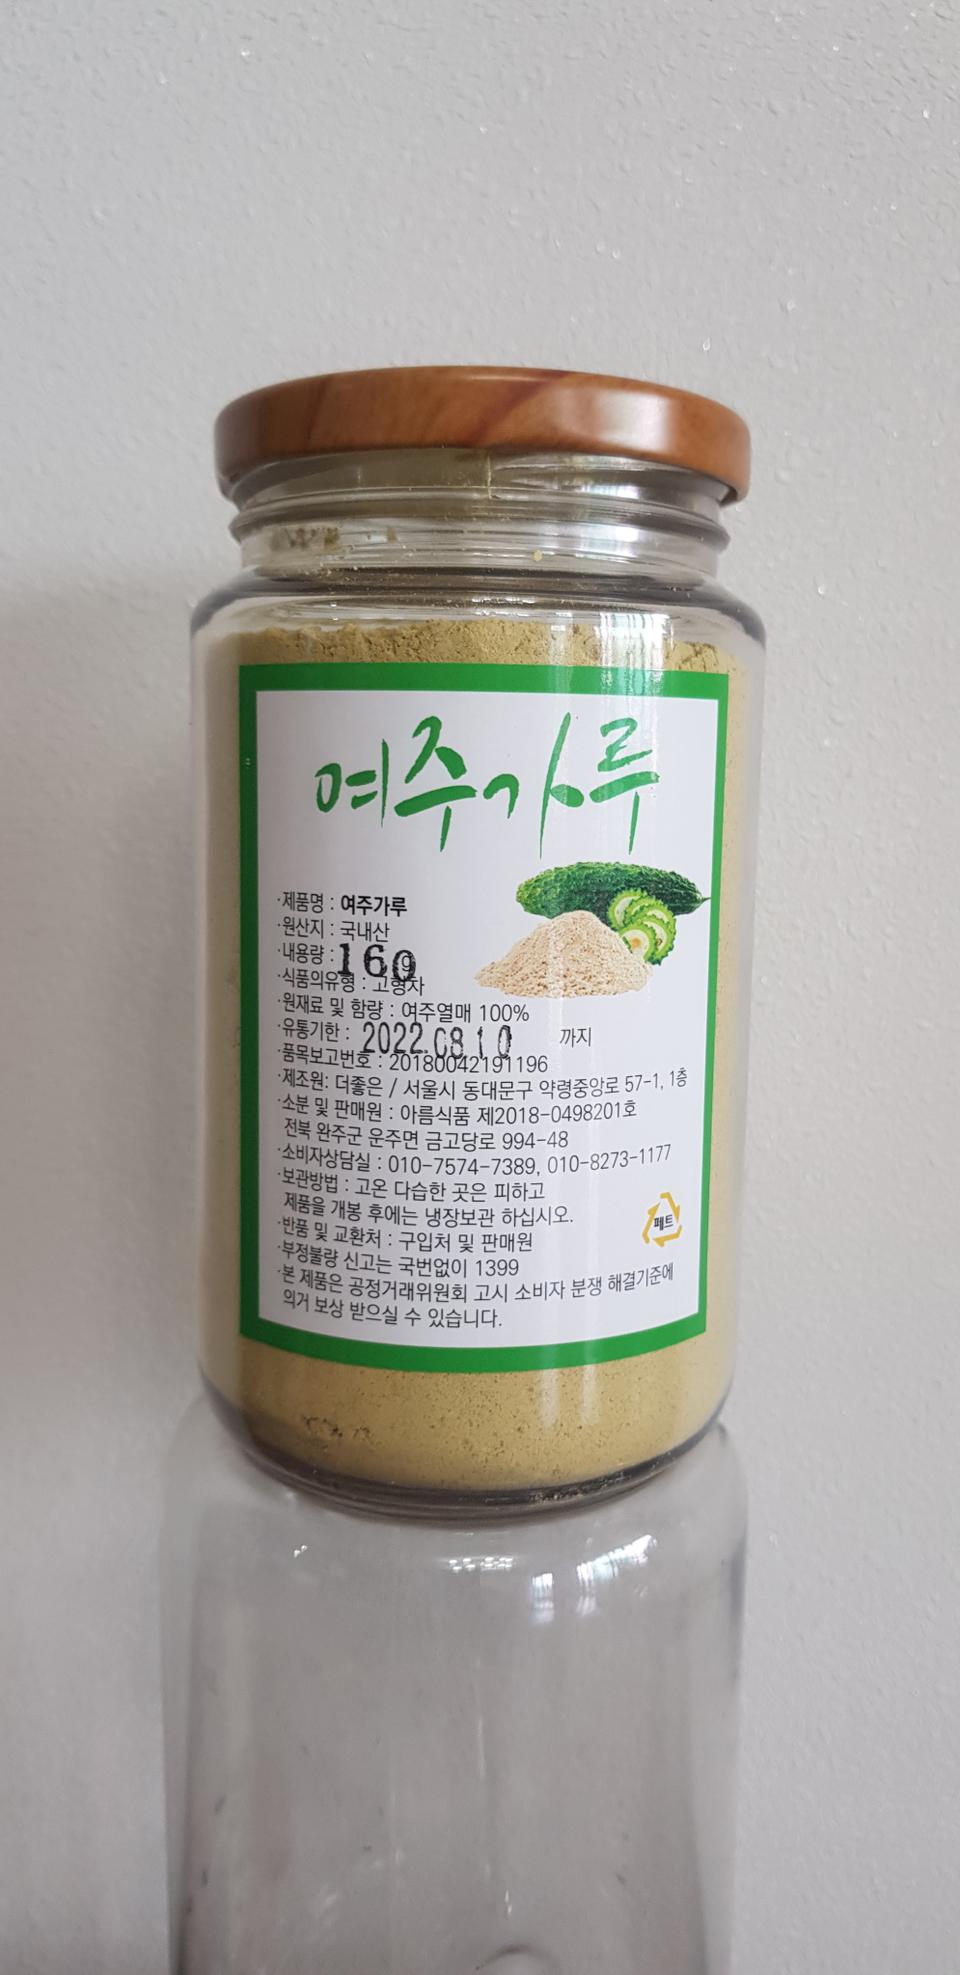 여주가루
·제품명 : 여주가루
·원산지 : 국내산
·내용량 : 160g
·식품의유형 : 고형차
·원재료 및 함량 : 여주열매 100%
·유통기한 : 2022.08.10 까지
·품목보고번호 : 20180042191196
·제조원: 더좋은 / 서울시 동대문구 약령중앙로 57-1, 1층
·소분 및 판매원 : 아름식품 제2018-0498201호
전북 완주군 운주면 금고당로 994-48
·소비자상담실 : 010-7574-7389, 010-8273-1177
·보관방법 : 고온 다습한 곳은 피하고
제품을 개봉 후에는 냉장보관 하십시오.
페트
·반품 및 교환처 : 구입처 및 판매원
·부정불량 신고는 국번없이 1399
·본 제품은 공정거래위원회 고시 소비자 분쟁 해결기준에
의거 보상 받으실 수 있습니다.